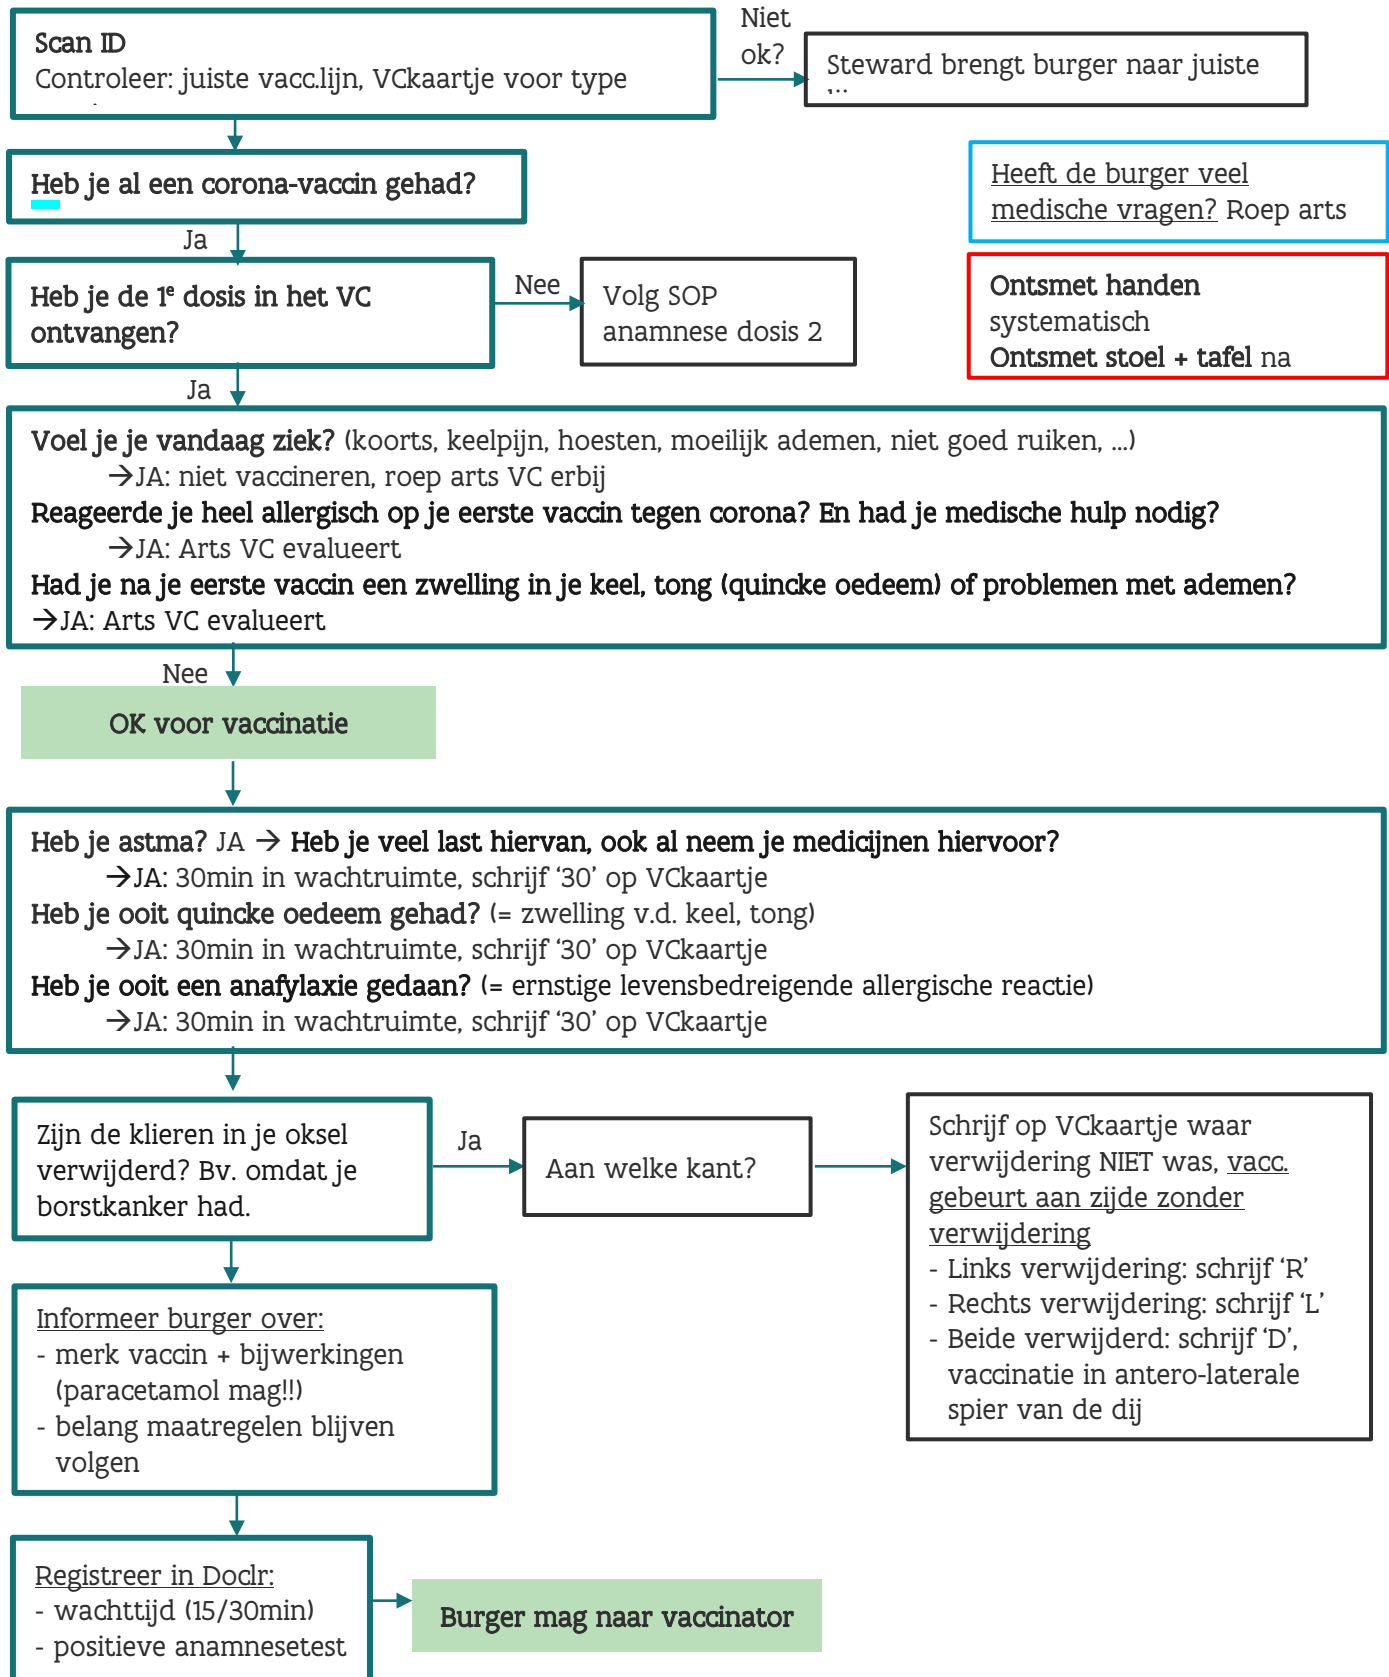 Scan ID
Controleer: juiste vacc.lijn, VCkaartje voor type
Niet
ok?
Steward brengt burger naar juiste
Heb je al een corona-vaccin gehad?
Heeft de burger veel
medische vragen? Roep arts
Ja
Heb je de 1e dosis in het VC
ontvangen?
Nee
Volg SOP
anamnese dosis 2
Ontsmet handen
systematisch
Ontsmet stoel + tafel na
Ja
Voel je je vandaag ziek? (koorts, keelpijn, hoesten, moeilijk ademen, niet goed ruiken, ...)
→JA: niet vaccineren, roep arts VC erbij
Reageerde je heel allergisch op je eerste vaccin tegen corona? En had je medische hulp nodig?
→JA: Arts VC evalueert
Had je na je eerste vaccin een zwelling in je keel, tong (quincke oedeem) of problemen met ademen?
→JA: Arts VC evalueert
Nee
OK voor vaccinatie
Heb je astma? JA → Heb je veel last hiervan, ook al neem je medicijnen hiervoor?
→JA: 30min in wachtruimte, schrijf ‘30’ op VCkaartje
Heb je ooit quincke oedeem gehad? (= zwelling v.d. keel, tong)
→JA: 30min in wachtruimte, schrijf ‘30’ op VCkaartje
Heb je ooit een anafylaxie gedaan? (= ernstige levensbedreigende allergische reactie)
→JA: 30min in wachtruimte, schrijf ‘30’ op VCkaartje
Zijn de klieren in je oksel
verwijderd? Bv. omdat je
borstkanker had.
Ja
Aan welke kant?
Schrijf op VCkaartje waar
verwijdering NIET was, vacc.
gebeurt aan zijde zonder
verwijdering
- Links verwijdering: schrijf ‘R’
- Rechts verwijdering: schrijf ‘L’
- Beide verwijderd: schrijf ‘D’,
vaccinatie in antero-laterale
spier van de dij
Informeer burger over:
- merk vaccin + bijwerkingen
(paracetamol mag!!)
- belang maatregelen blijven
volgen
Registreer in Doclr:
- wachttijd (15/30min)
- positieve anamnesetest
Burger mag naar vaccinator